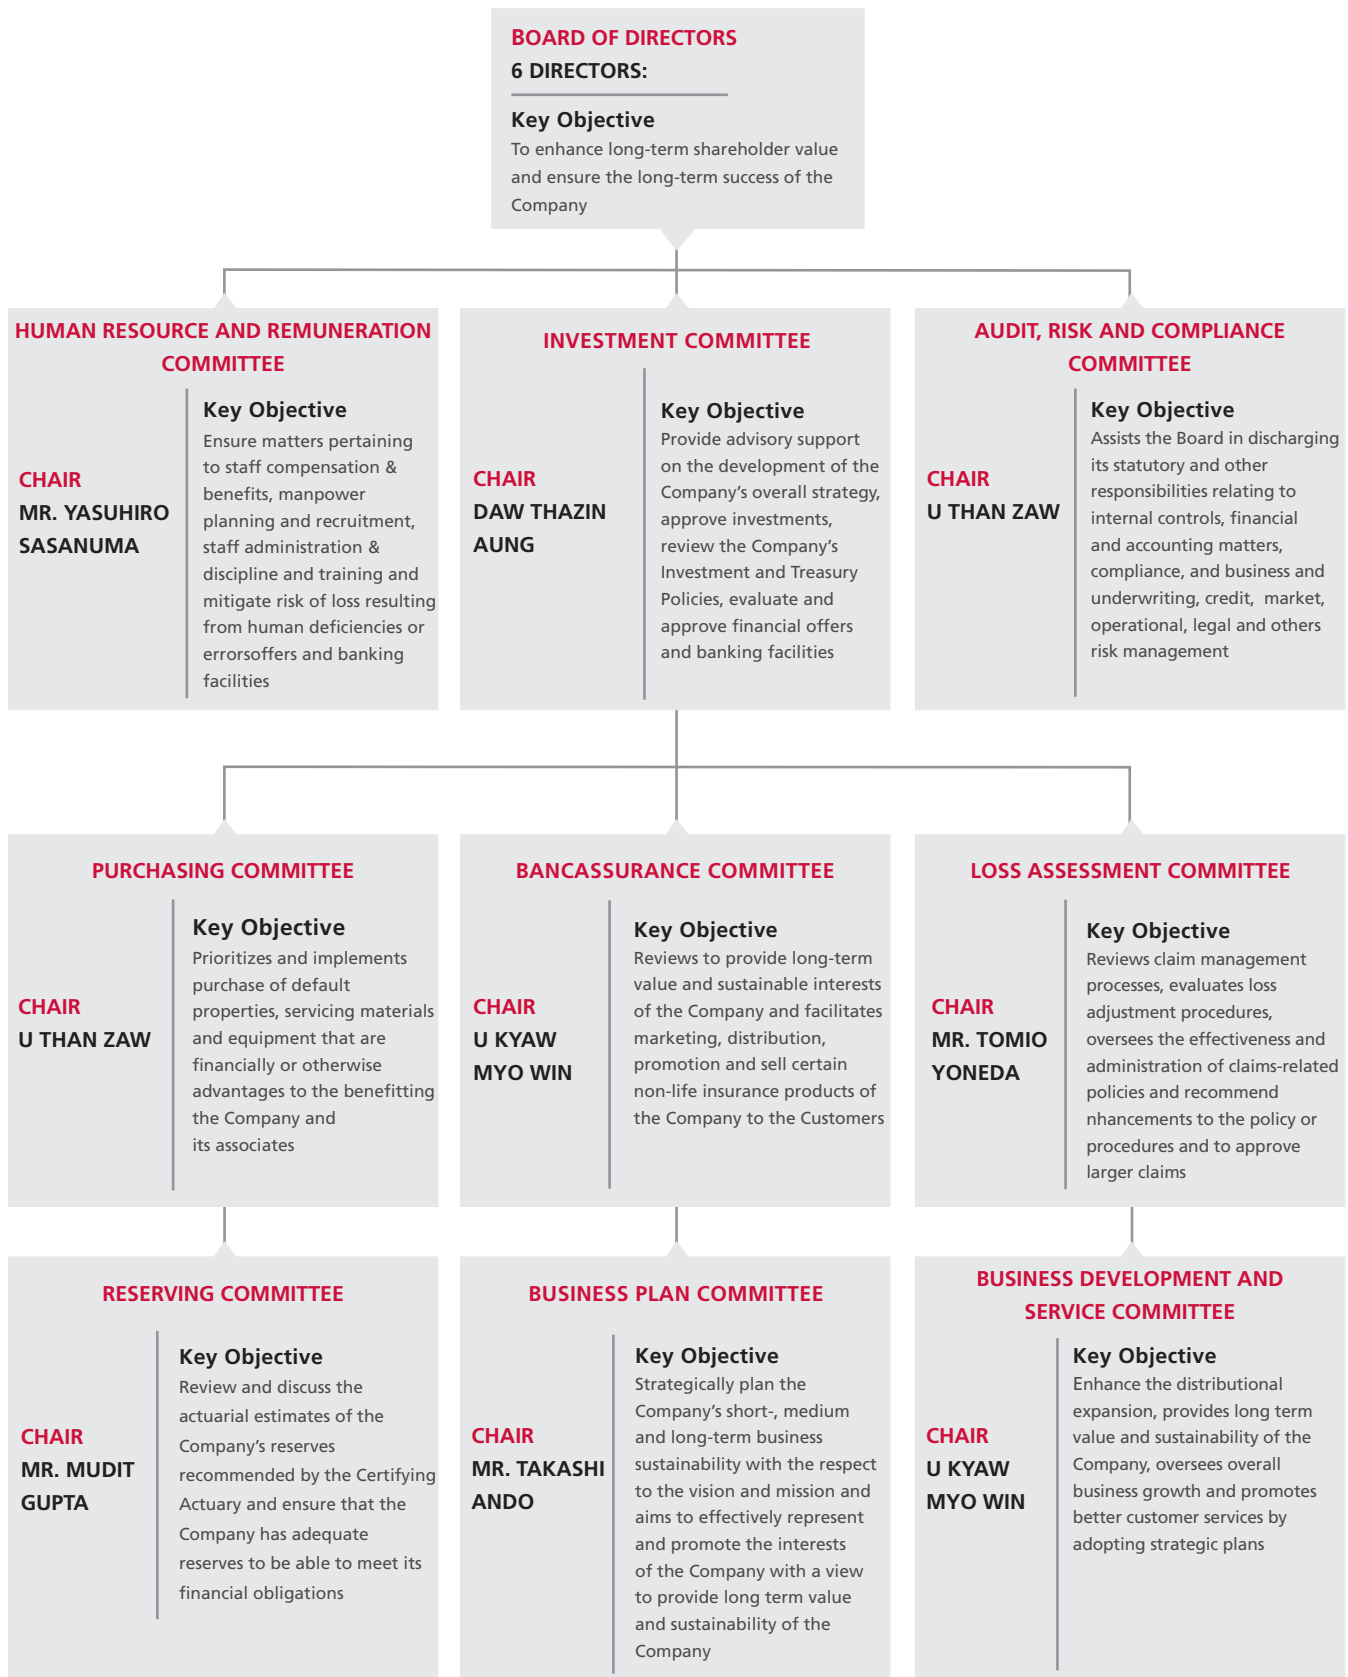 BOARD OF DIRECTORS
6 DIRECTORS:
Key Objective
To enhance long-term shareholder value
and ensure the long-term success of the
Company
HUMAN RESOURCE AND REMUNERATION
COMMITTEE
CHAIR
MR. YASUHIRO
SASANUMA
Key Objective
Ensure matters pertaining
to staff compensation &
benefits, manpower
planning and recruitment,
staff administration &
discipline and training and
mitigate risk of loss resulting
from human deficiencies or
errorsoffers and banking
facilities
INVESTMENT COMMITTEE
CHAIR
DAW THAZIN
AUNG
Key Objective
Provide advisory support
on the development of the
Company's overall strategy,
approve investments,
review the Company's
Investment and Treasury
Policies, evaluate and
approve financial offers
and banking facilities
AUDIT, RISK AND COMPLIANCE
COMMITTEE
CHAIR
U THAN ZAW
Key Objective
Assists the Board in discharging
its statutory and other
responsibilities relating to
internal controls, financial
and accounting matters,
compliance, and business and
underwriting, credit, market,
operational, legal and others
risk management
PURCHASING COMMITTEE
CHAIR
U THAN ZAW
Key Objective
Prioritizes and implements
purchase of default
properties, servicing materials
and equipment that are
financially or otherwise
advantages to the benefitting
the Company and
its associates
BANCASSURANCE COMMITTEE
CHAIR
U KYAW
MYO WIN
Key Objective
Reviews to provide long-term
value and sustainable interests
of the Company and facilitates
marketing, distribution,
promotion and sell certain
non-life insurance products of
the Company to the Customers
LOSS ASSESSMENT COMMITTEE
CHAIR
MR. TOMIO
YONEDA
Key Objective
Reviews claim management
processes, evaluates loss
adjustment procedures,
oversees the effectiveness and
administration of claims-related
policies and recommend
nhancements to the policy or
procedures and to approve
larger claims
RESERVING COMMITTEE
CHAIR
MR. MUDIT
GUPTA
Key Objective
Review and discuss the
actuarial estimates of the
Company's reserves
recommended by the Certifying
Actuary and ensure that the
Company has adequate
reserves to be able to meet its
financial obligations
BUSINESS PLAN COMMITTEE
CHAIR
MR. TAKASHI
ANDO
Key Objective
Strategically plan the
Company's short-, medium
and long-term business
sustainability with the respect
to the vision and mission and
aims to effectively represent
and promote the interests
of the Company with a view
to provide long term value
and sustainability of the
Company
BUSINESS DEVELOPMENT AND
SERVICE COMMITTEE
CHAIR
U KYAW
MYO WIN
Key Objective
Enhance the distributional
expansion, provides long term
value and sustainability of the
Company, oversees overall
business growth and promotes
better customer services by
adopting strategic plans